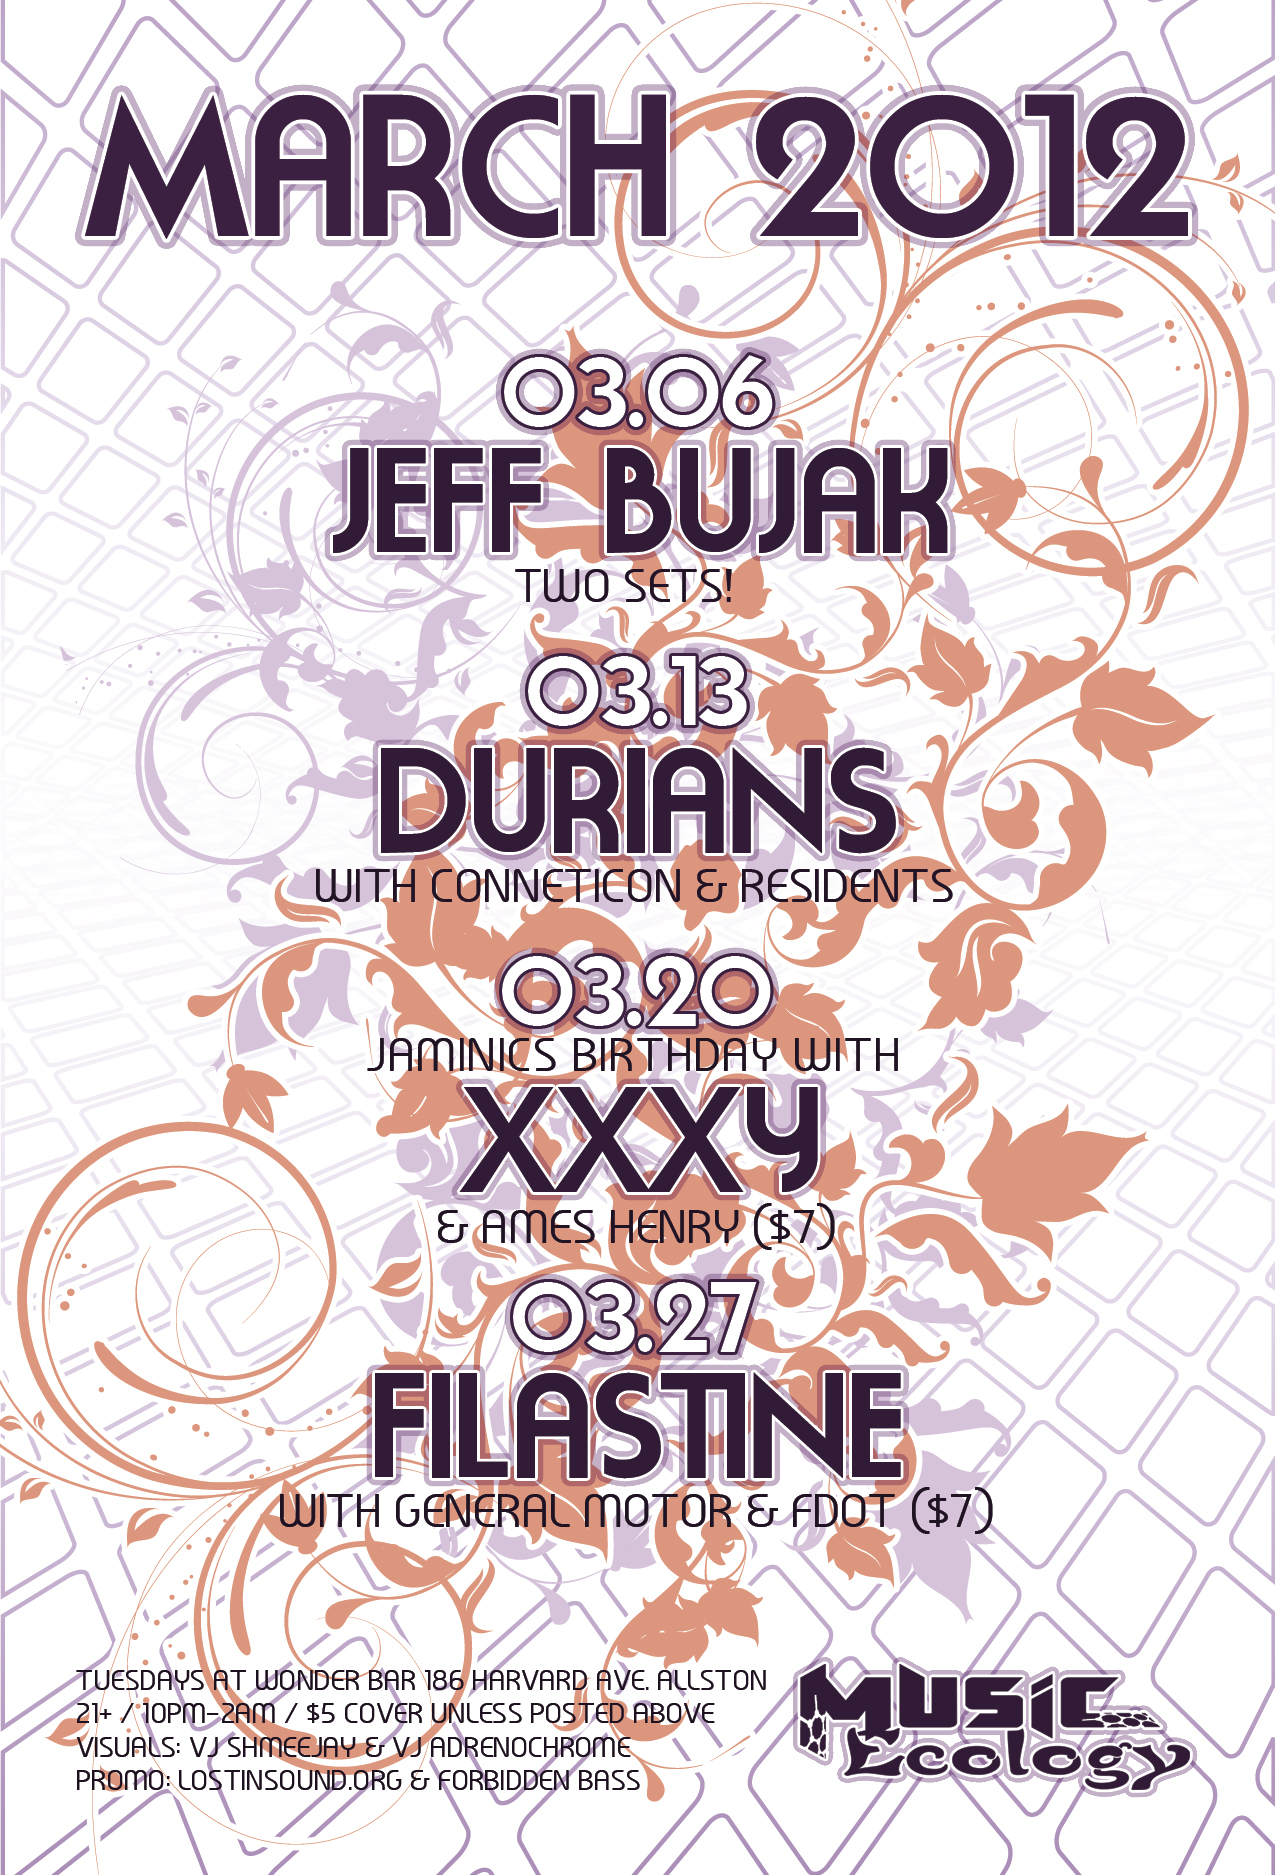 MARCH 2012
03.06
JEFF BUJAK
TWO SETS!
03.13
DURIANS
WITH CONNETICON & RESIDENTS
03.20
JAMINICS BIRTHDAY WITH
XXXY
& AMES HENRY ($7)
03.27
FILASTINE
WITH GENERAL MOTOR & FDOT ($7)
TUESDAYS AT WONDER BAR 186 HARVARD AVE. ALLSTON
21+ / 10PM-2AM / $5 COVER UNLESS POSTED ABOVE
VISUALS: VJ SHMEEJAY & VJ ADRENOCHROME
PROMO: LOSTINSOUND.ORG & FORBIDDEN BASS
MUSiC
Ecology